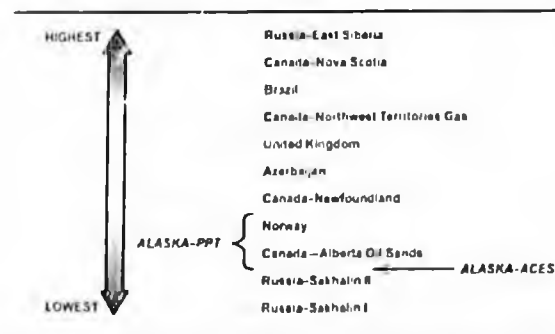 HIGHEST
Russia-East Siberia
Canada-Nova Scotia
Brazil
Canada-Northwest Territories Gas
United Kingdom
Azerbaijan
Canada-Newfoundland
Norway
ALASKA-PPT
Canada-Alberta Oil Sands
ALASKA-ACES
Russia-Sakhalin II
LOWEST
Russia-Sakhalin I